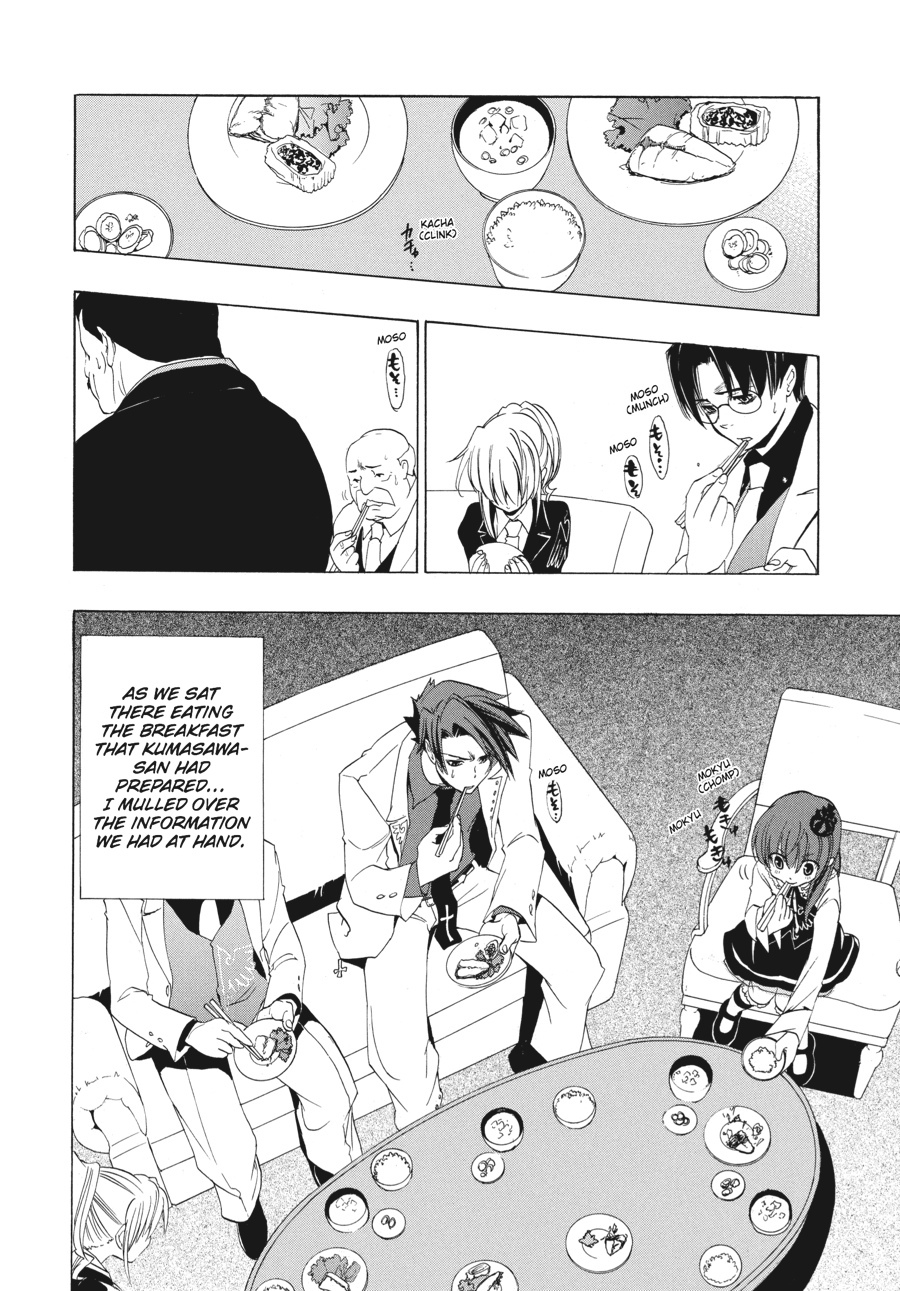 KACHA
(CLINK)
カチャ…
MOSO
(MUNCH)
もそ…
MOSO
もそ…
MOSO
もそ…
AS WE SAT
THERE EATING
THE BREAKFAST
THAT KUMASAWA-
SAN HAD
PREPARED...
I MULLED OVER
THE INFORMATION
WE HAD AT HAND.
MOSO
もそ…
MOKYU
(CHOMP)
もきゅ
MOKYU
もきゅ